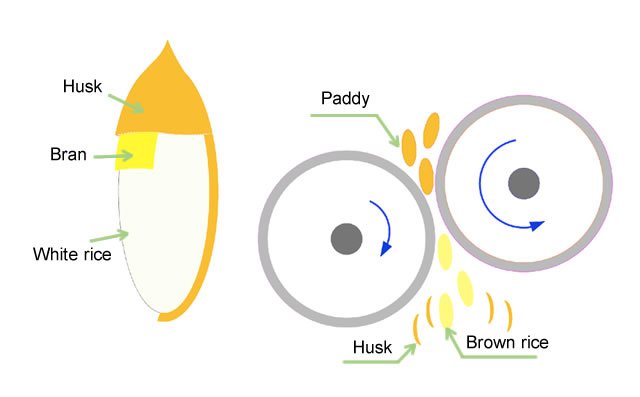 Husk
Bran
White rice
Paddy
Husk
Brown rice